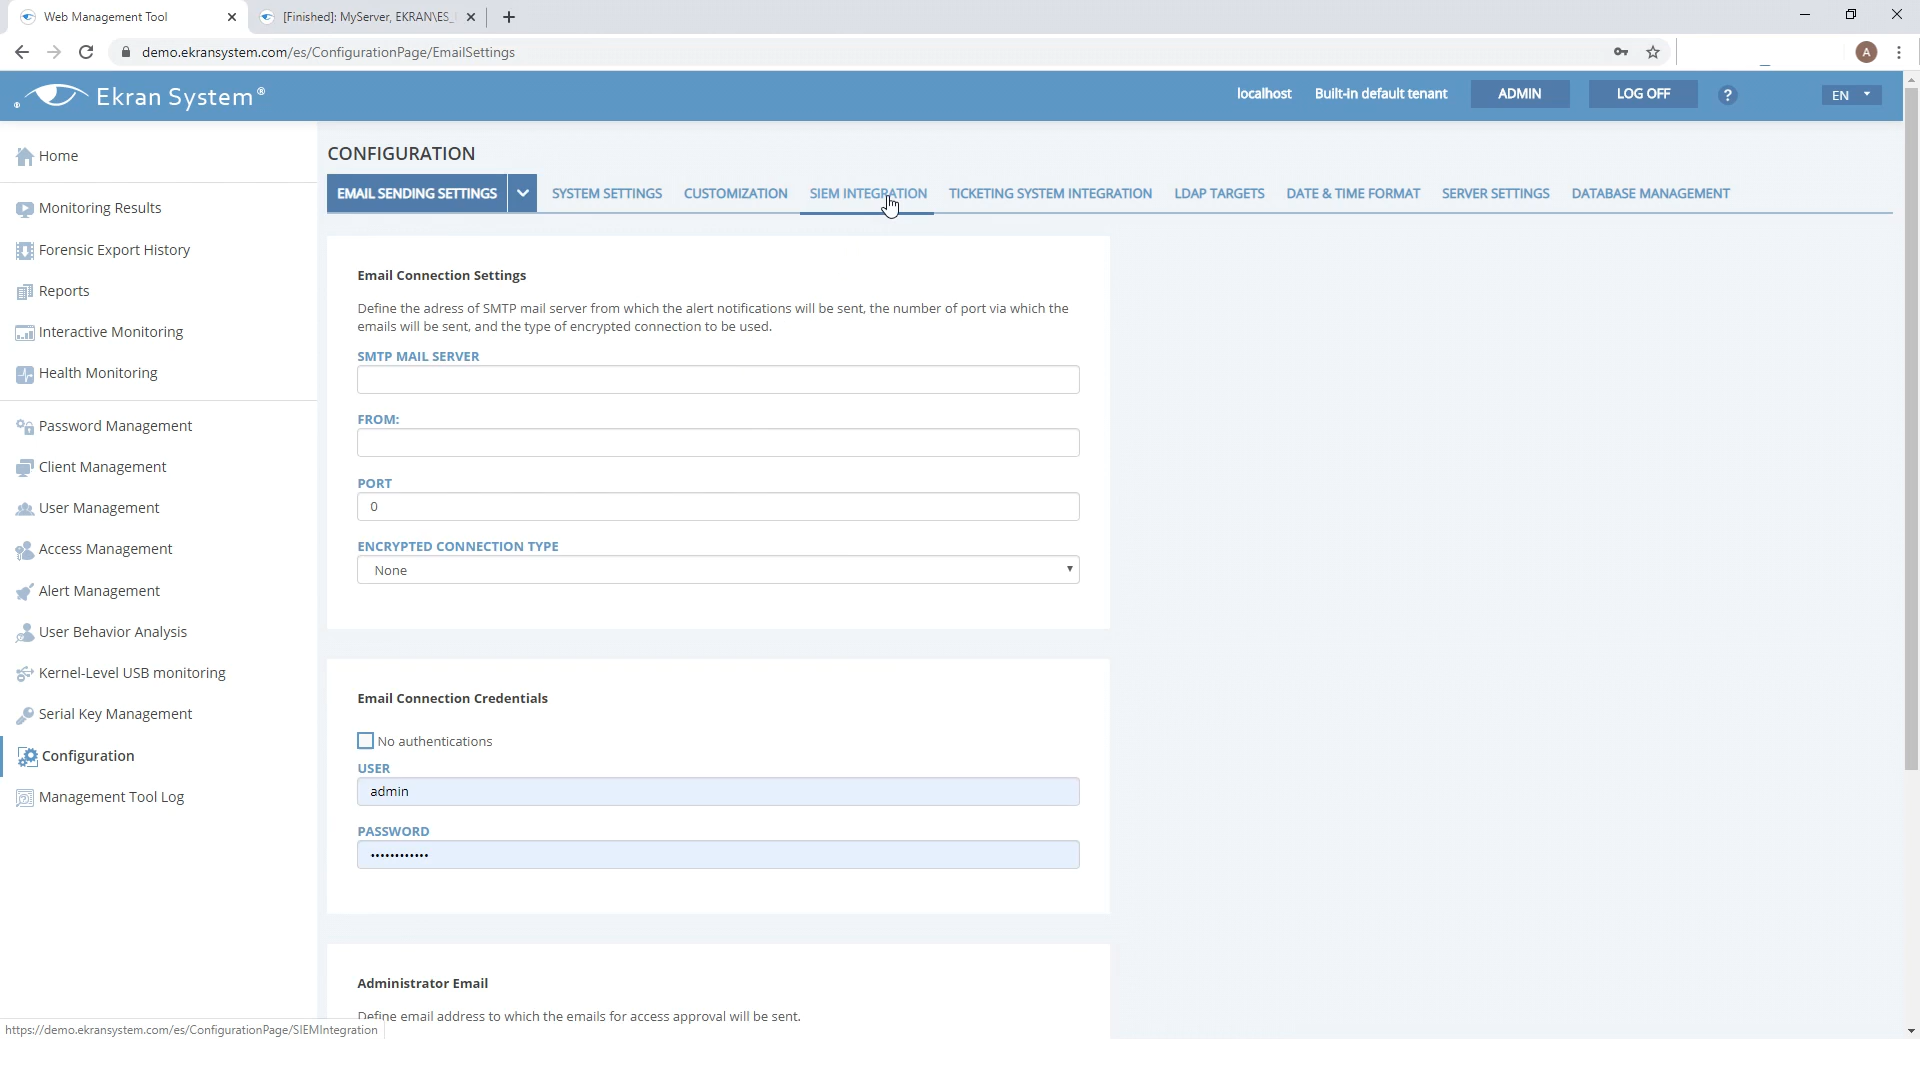 Web Management Tool
[Finished]: MyServer, EKRAN\ES_
demo.ekransystem.com/es/ConfigurationPage/EmailSettings
A
Ekran System®
localhost
Built-in default tenant
ADMIN
LOG OFF
?
EN
Home
Monitoring Results
Forensic Export History
Reports
Interactive Monitoring
Health Monitoring
Password Management
Client Management
User Management
Access Management
Alert Management
User Behavior Analysis
Kernel-Level USB monitoring
Serial Key Management
Configuration
Management Tool Log
CONFIGURATION
EMAIL SENDING SETTINGS
SYSTEM SETTINGS
CUSTOMIZATION
SIEM INTEGRATION
TICKETING SYSTEM INTEGRATION
LDAP TARGETS
DATE & TIME FORMAT
SERVER SETTINGS
DATABASE MANAGEMENT
Email Connection Settings
Define the adress of SMTP mail server from which the alert notifications will be sent, the number of port via which the
emails will be sent, and the type of encrypted connection to be used.
SMTP MAIL SERVER
FROM:
PORT
0
ENCRYPTED CONNECTION TYPE
None
Email Connection Credentials
No authentications
USER
admin
PASSWORD
••••••••••••
Administrator Email
Define email address to which the emails for access approval will be sent.
https://demo.ekransystem.com/es/ConfigurationPage/SIEMIntegration